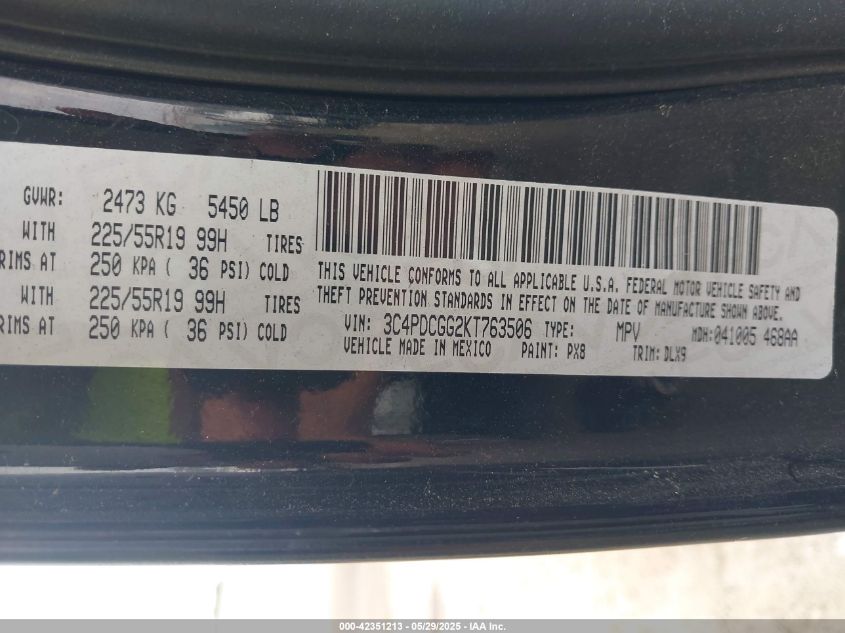 GVWR: 2473 KG 5450 LB
WITH 225/55R19 99H TIRES
RIMS AT 250 KPA ( 36 PSI) COLD
WITH 225/55R19 99H TIRES
RIMS AT 250 KPA ( 36 PSI) COLD
THIS VEHICLE CONFORMS TO ALL APPLICABLE U.S.A. FEDERAL MOTOR VEHICLE SAFETY AND
THEFT PREVENTION STANDARDS IN EFFECT ON THE DATE OF MANUFACTURE SHOWN ABOVE.
VIN: 3C4PDCGG2KT763506 TYPE: MPV MDH:041005 468AA
VEHICLE MADE IN MEXICO PAINT: PX8 TRIM: DLX9
000-42351213 - 05/29/2025 - IAA Inc.